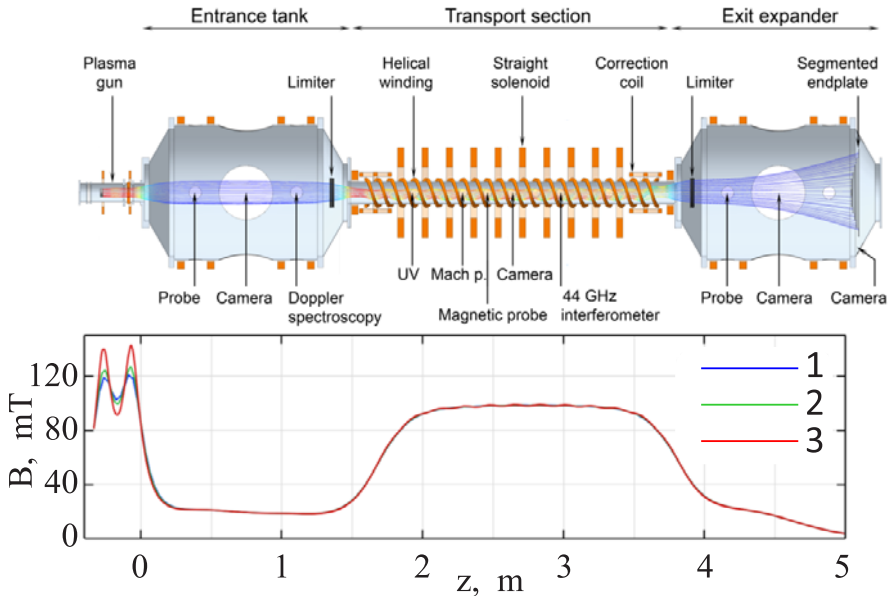 Entrance tank
Transport section
Exit expander
Plasma
gun
Limiter
Helical
winding
Straight
solenoid
Correction
coil
Limiter
Segmented
endplate
Probe
Camera
Doppler
spectroscopy
UV
Mach p.
Camera
Magnetic probe
44 GHz
interferometer
Probe
Camera
Camera
B, mT
120
80
40
0
1
2
3
0
1
2
3
4
5
z, m